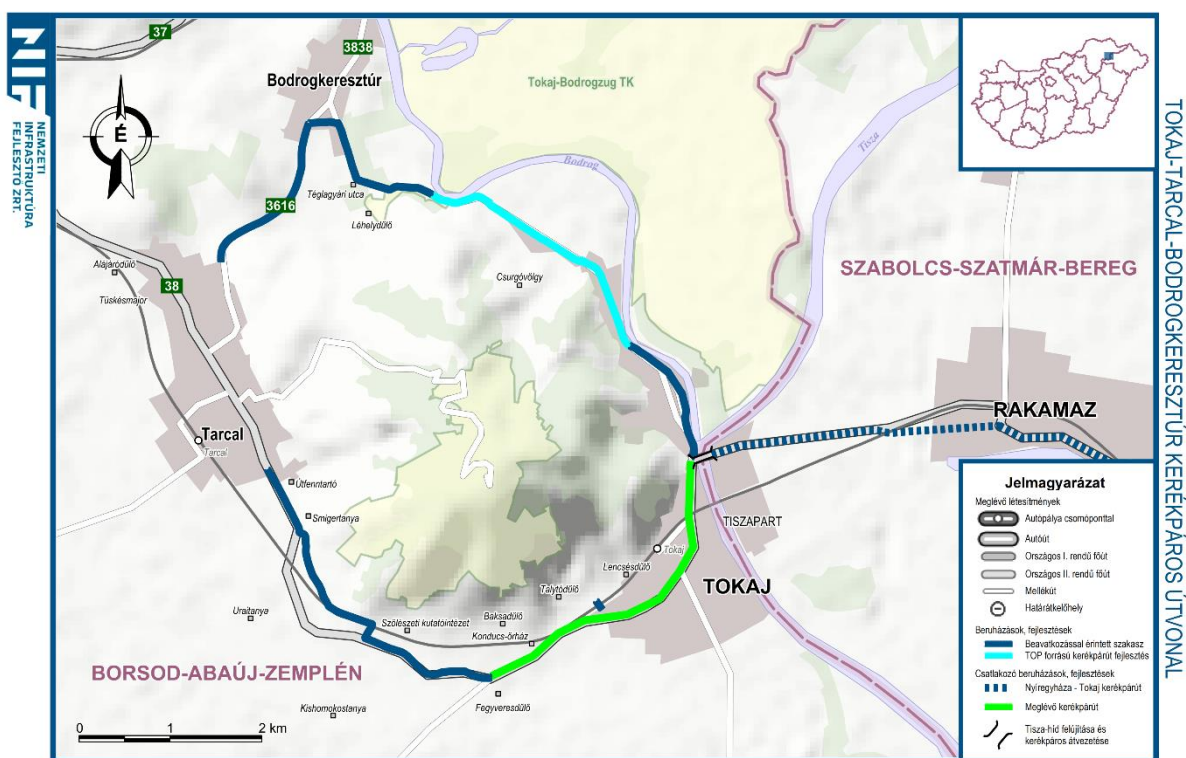 NIF
NEMZETI
INFRASTRUKTÚRA
FEJLESZTŐ ZRT.
37
3838
Bodrogkeresztúr
Tokaj-Bodrogzug TK
É
Bodrog
Tisza
Téglagyári utca
3616
Léhelydűlő
Alájáródűlő
38
Tüskésmajor
Csurgóvölgy
SZABOLCS-SZATMÁR-BEREG
RAKAMAZ
Tarcal
Tarcal
Útfenntartó
Smigertanya
TISZAPART
Tokaj
Lencsésdűlő
TOKAJ
Talytódűlő
Uraitanya
Szőlészeti kutatóintézet
Baksadűlő
Konducs-őrház
BORSOD-ABAÚJ-ZEMPLÉN
Fegyveresdűlő
Kishomokostanya
0 1 2 km
Jelmagyarázat
Meglévő létesítmények
Autópálya csomóponttal
Autóút
Országos I. rendű főút
Országos II. rendű főút
Mellékút
Határátkelőhely
Beruházások, fejlesztések
Beavatkozással érintett szakasz
TOP forrású kerékpárút fejlesztés
Csatlakozó beruházások, fejlesztések
Nyíregyháza - Tokaj kerékpárút
Meglévő kerékpárút
Tisza-híd felújítása és
kerékpáros átvezetése
TOKAJ-TARCAL-BODROGKERESZTÚR KERÉKPÁROS ÚTVONAL